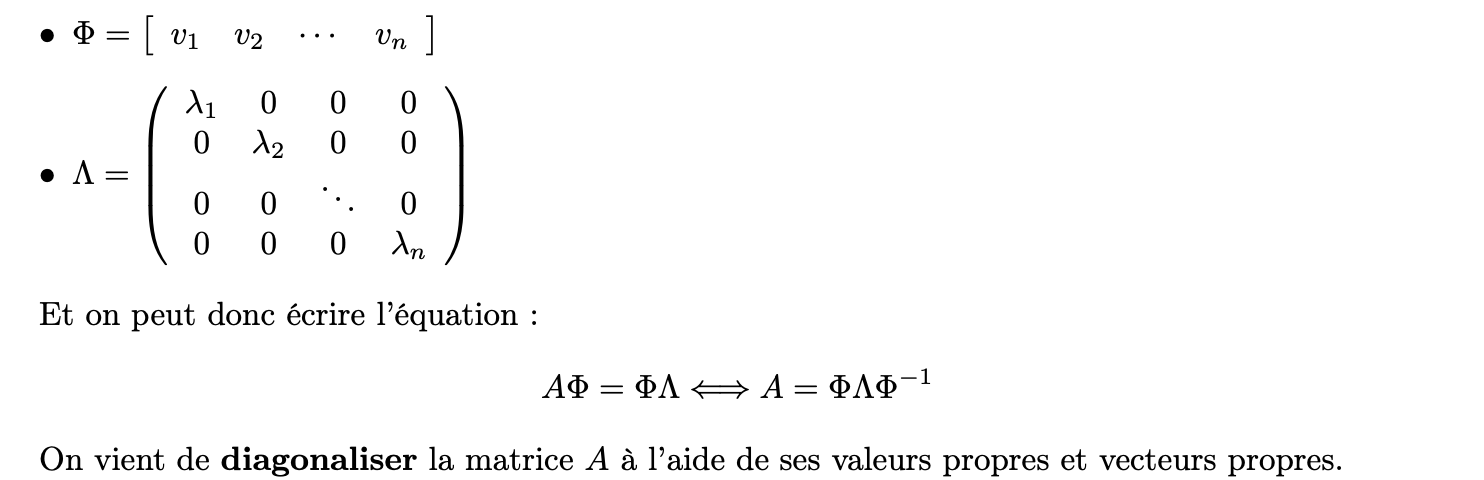 • Φ = [ v₁ v₂ ⋯ vₙ ]
• Λ = ( λ₁ 0 0 0
0 λ₂ 0 0
0 0 ⋱ 0
0 0 0 λₙ )
Et on peut donc écrire l'équation :
AΦ = ΦΛ ⟺ A = ΦΛΦ⁻¹
On vient de diagonaliser la matrice A à l'aide de ses valeurs propres et vecteurs propres.